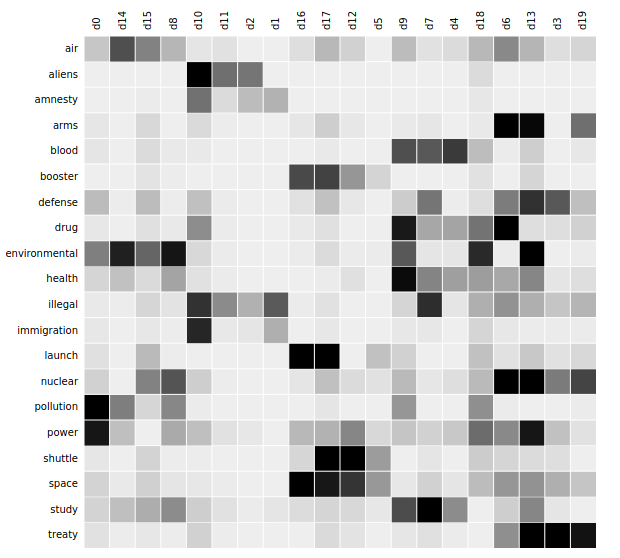 d0 d14 d15 d8 d10 d11 d2 d1 d16 d17 d12 d5 d9 d7 d4 d18 d6 d13 d3 d19
air
aliens
amnesty
arms
blood
booster
defense
drug
environmental
health
illegal
immigration
launch
nuclear
pollution
power
shuttle
space
study
treaty